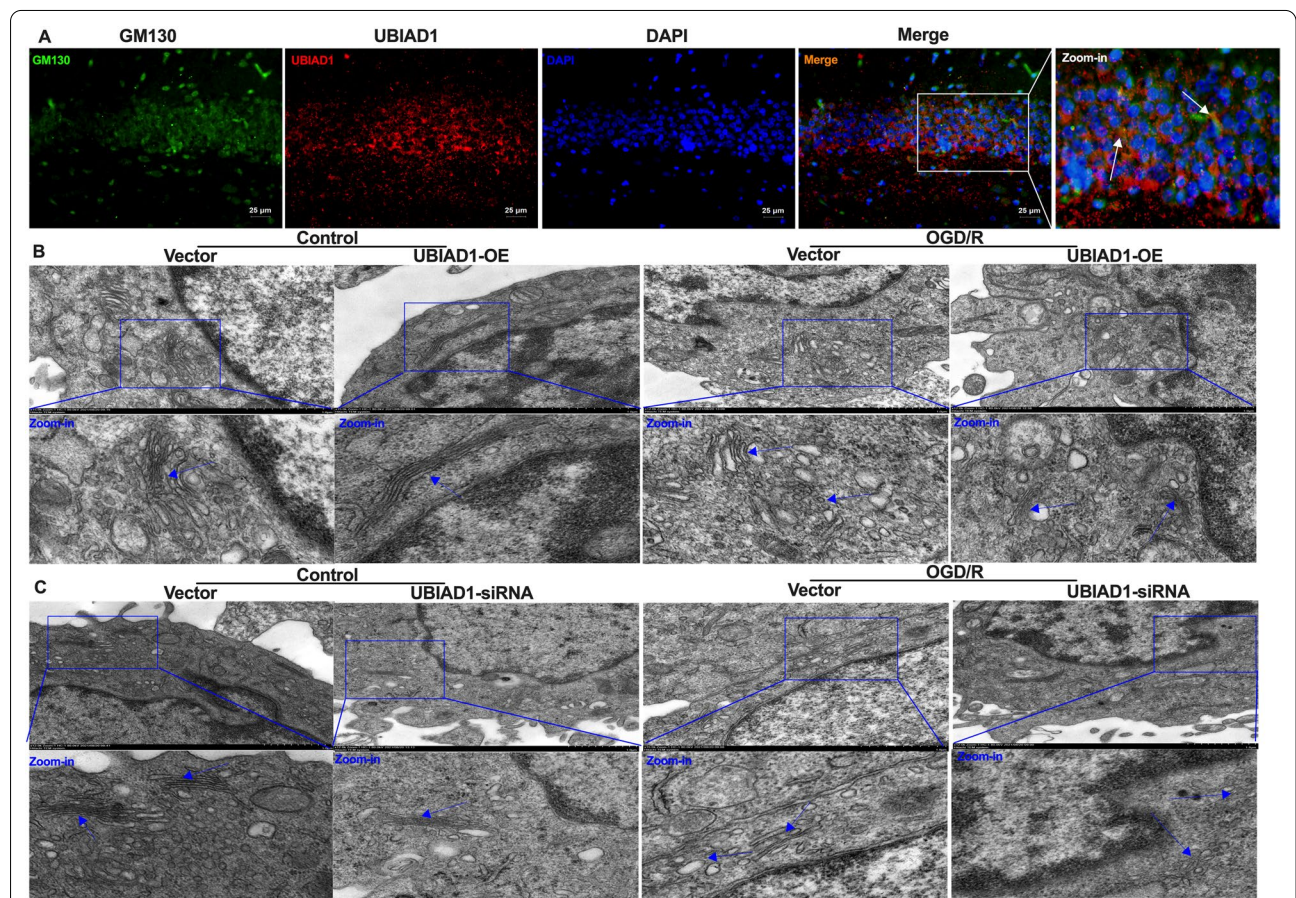 A
GM130 UBIAD1 DAPI Merge
GM130 UBIAD1 DAPI Merge Zoom-in
25 μm 25 μm 25 μm 25 μm
B
Control OGD/R
Vector UBIAD1-OE Vector UBIAD1-OE
Zoom-in Zoom-in Zoom-in Zoom-in
C
Control OGD/R
Vector UBIAD1-siRNA Vector UBIAD1-siRNA
Zoom-in Zoom-in Zoom-in Zoom-in